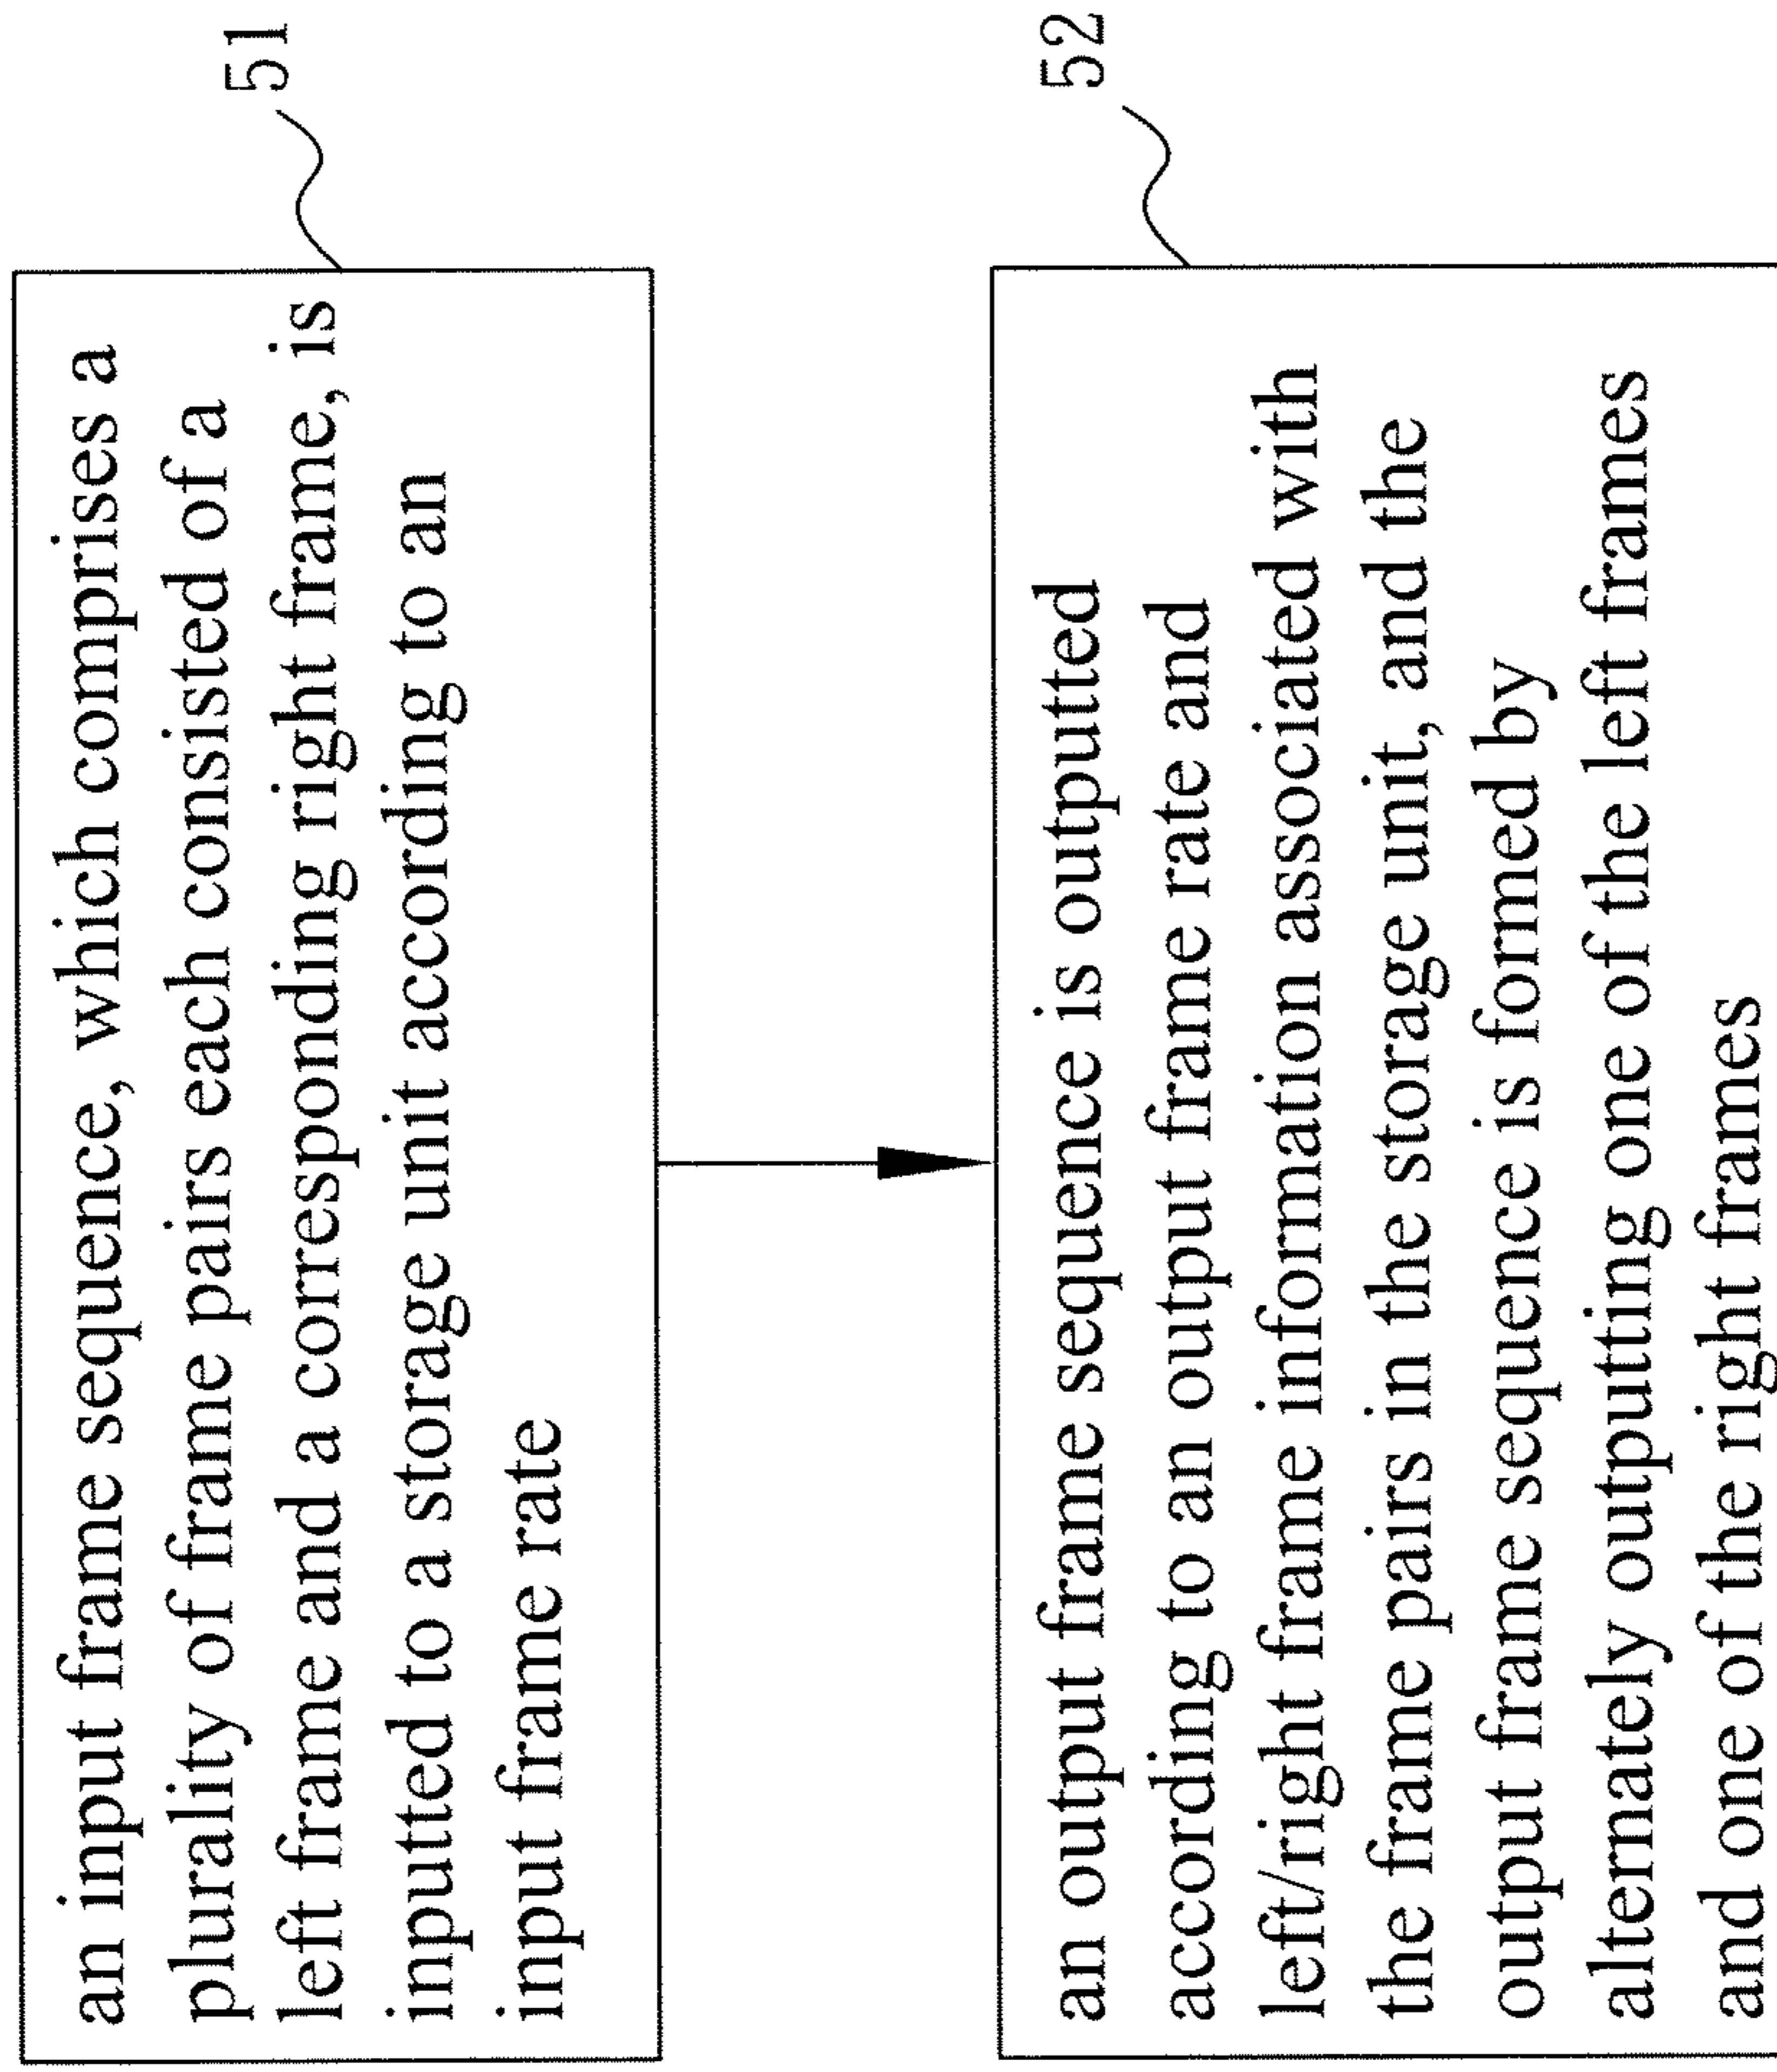 an input frame sequence, which comprises a
plurality of frame pairs each consisted of a
left frame and a corresponding right frame, is
inputted to a storage unit according to an
input frame rate
51
an output frame sequence is outputted
according to an output frame rate and
left/right frame information associated with
the frame pairs in the storage unit, and the
output frame sequence is formed by
alternately outputting one of the left frames
and one of the right frames
52